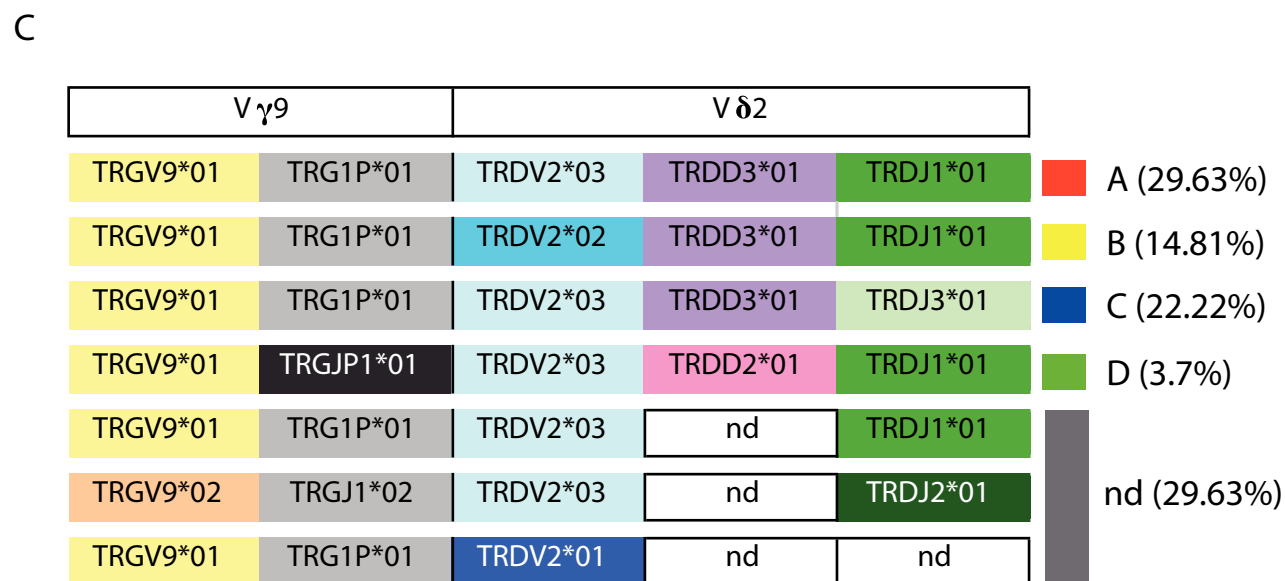 C
V γ9 V δ2
TRGV9*01 TRG1P*01 TRDV2*03 TRDD3*01 TRDJ1*01 A (29.63%)
TRGV9*01 TRG1P*01 TRDV2*02 TRDD3*01 TRDJ1*01 B (14.81%)
TRGV9*01 TRG1P*01 TRDV2*03 TRDD3*01 TRDJ3*01 C (22.22%)
TRGV9*01 TRGJP1*01 TRDV2*03 TRDD2*01 TRDJ1*01 D (3.7%)
TRGV9*01 TRG1P*01 TRDV2*03 nd TRDJ1*01
TRGV9*02 TRGJ1*02 TRDV2*03 nd TRDJ2*01 nd (29.63%)
TRGV9*01 TRG1P*01 TRDV2*01 nd nd